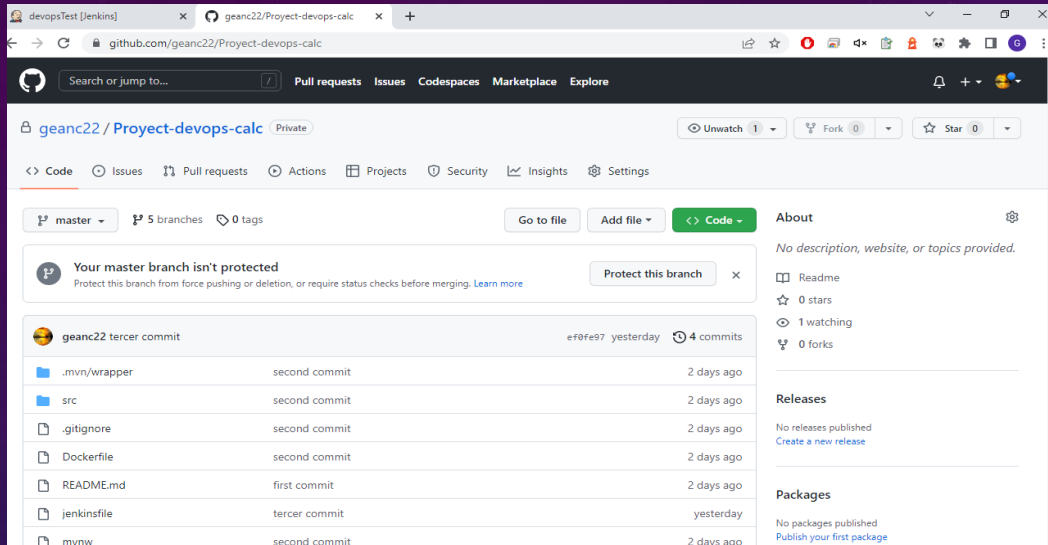 devopsTest [Jenkins]
geanc22/Proyect-devops-calc
github.com/geanc22/Proyect-devops-calc
G
Search or jump to...
/
Pull requests Issues Codespaces Marketplace Explore
geanc22 / Proyect-devops-calc Private
Unwatch 1
Fork 0
Star 0
<> Code Issues Pull requests Actions Projects Security Insights Settings
master 5 branches 0 tags
Go to file Add file <> Code
Your master branch isn't protected
Protect this branch from force pushing or deletion, or require status checks before merging. Learn more
Protect this branch
geanc22 tercer commit ef0fe97 yesterday 4 commits
.mvn/wrapper second commit 2 days ago
src second commit 2 days ago
.gitignore second commit 2 days ago
Dockerfile second commit 2 days ago
README.md first commit 2 days ago
jenkinsfile tercer commit yesterday
mvnw second commit 2 days ago
About
No description, website, or topics provided.
Readme
0 stars
1 watching
0 forks
Releases
No releases published
Create a new release
Packages
No packages published
Publish your first package